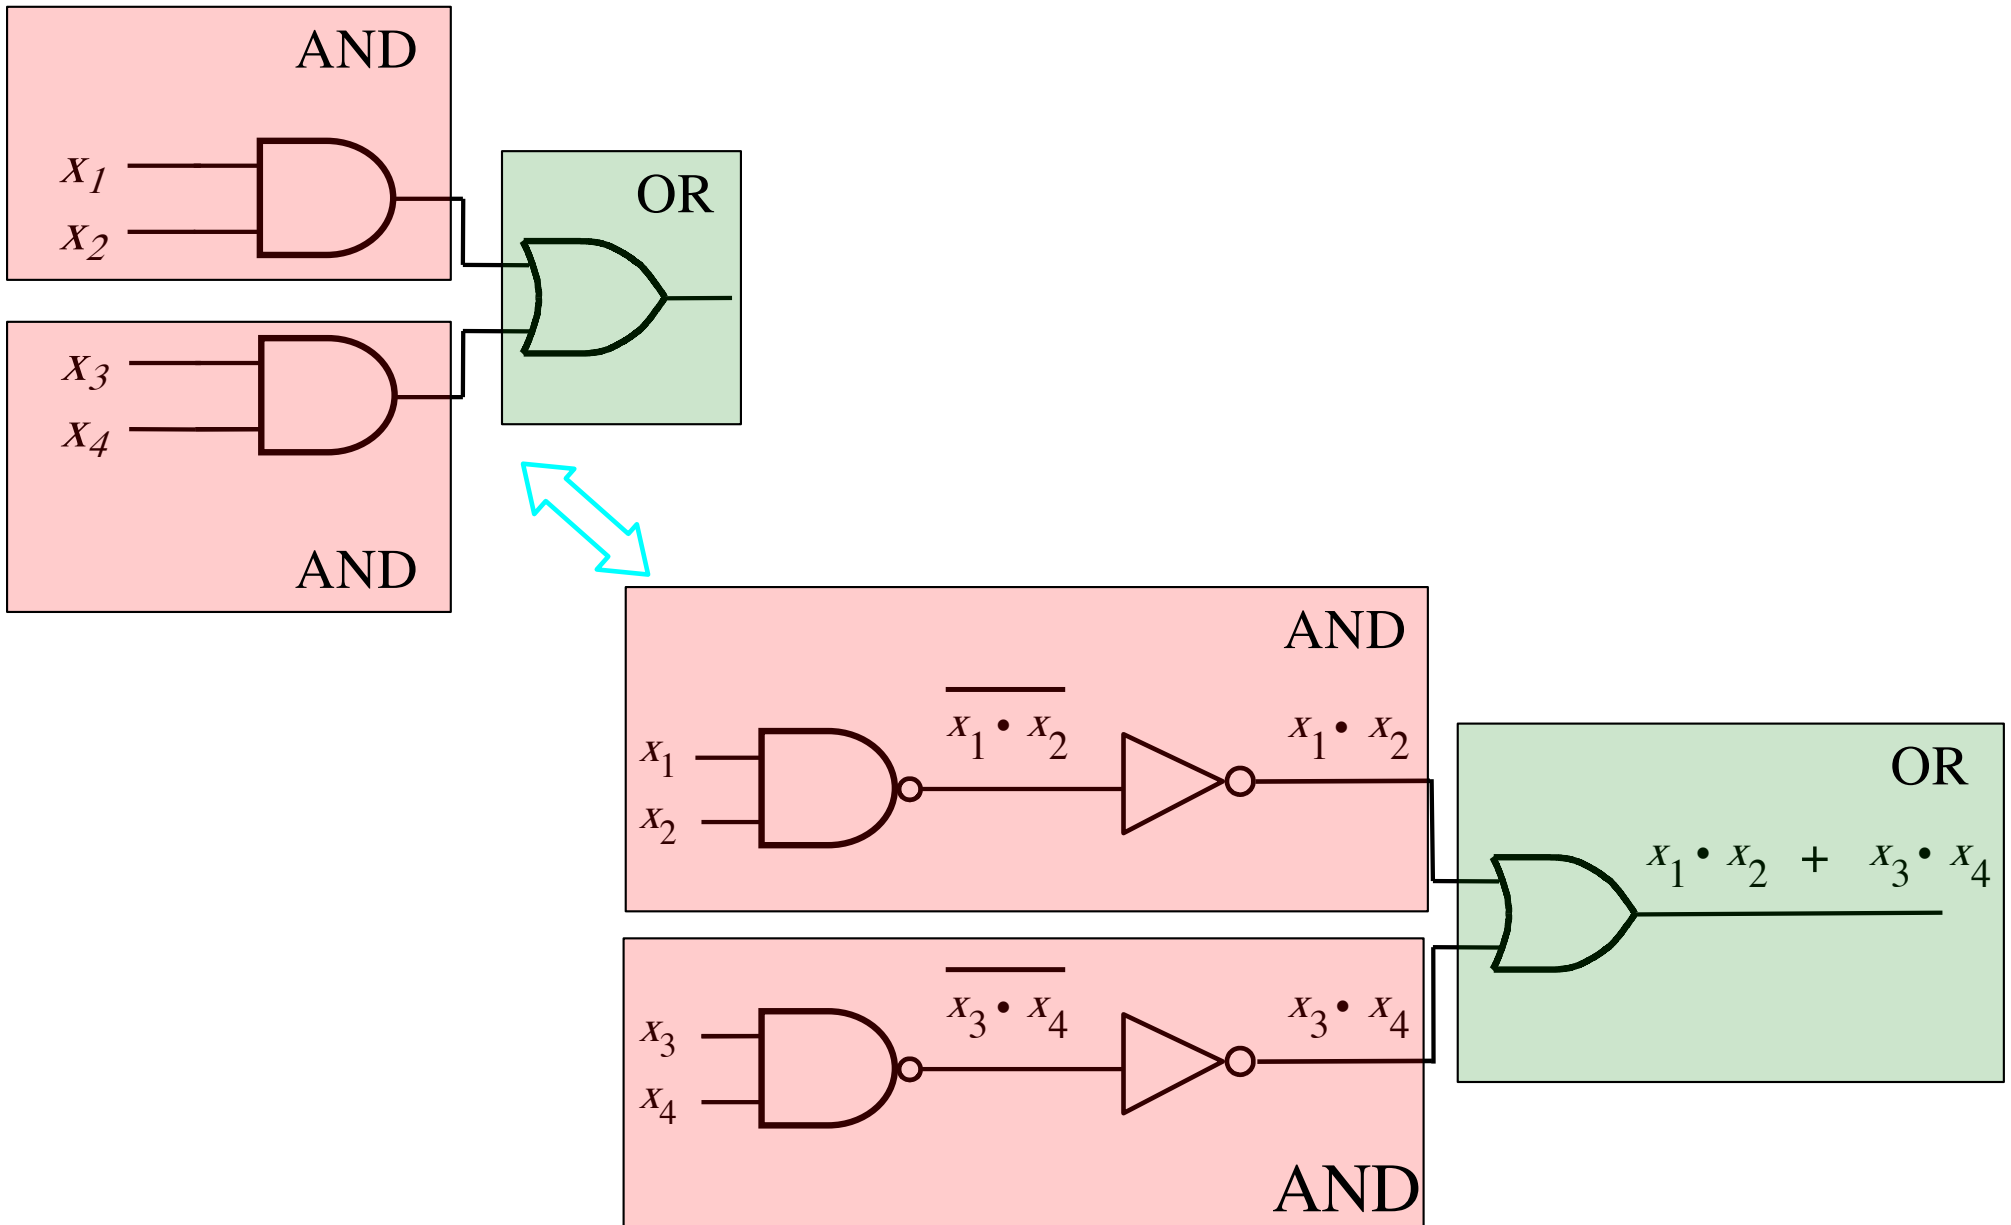 AND
x₁
x₂
OR
x₃
x₄
AND
AND
x₁ • x₂
x₁ • x₂
x₁
x₂
OR
x₁ • x₂ + x₃ • x₄
x₃ • x₄
x₃ • x₄
x₃
x₄
AND